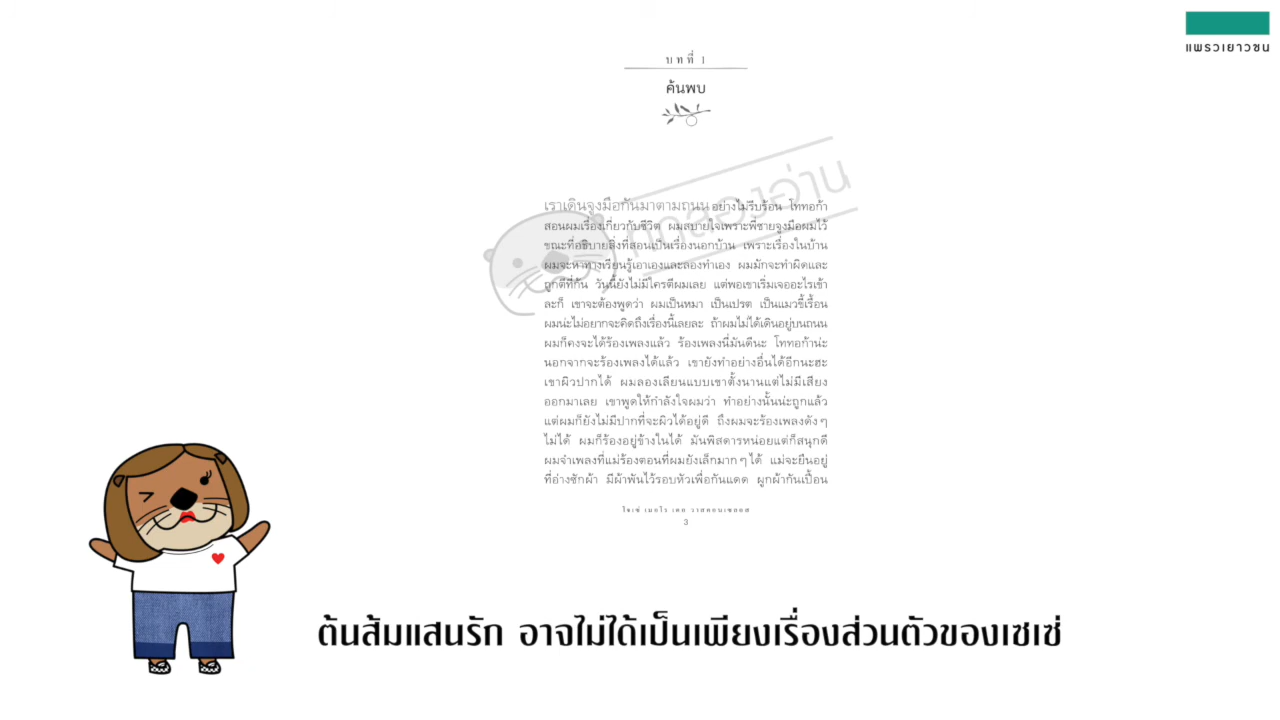 แพรวเยาวชน
บทที่ 1
ค้นพบ
ทดลองอ่าน
เราเดินจูงมือกันมาตามถนน อย่างไม่รีบร้อน โททอก้า
สอนผมเรื่องเกี่ยวกับชีวิต ผมสบายใจเพราะพี่ชายจูงมือผมไว้
ขณะที่อธิบายสิ่งที่สอนเป็นเรื่องนอกบ้าน เพราะเรื่องในบ้าน
ผมจะหาทางเรียนรู้เอาเองและลองทำเอง ผมมักจะทำผิดและ
ถูกตีที่ก้น วันนี้ยังไม่มีใครตีผมเลย แต่พอเขาเริ่มเจออะไรเข้า
ละก็ เขาจะต้องพูดว่า ผมเป็นหมา เป็นเปรต เป็นแมวขี้เรื้อน
ผมน่ะไม่อยากจะคิดถึงเรื่องนี้เลยละ ถ้าผมไม่ได้เดินอยู่บนถนน
ผมก็คงจะได้ร้องเพลงแล้ว ร้องเพลงนี่มันดีนะ โททอก้าน่ะ
นอกจากจะร้องเพลงได้แล้ว เขายังทำอย่างอื่นได้อีกนะฮะ
เขาผิวปากได้ ผมลองเลียนแบบเขาตั้งนานแต่ไม่มีเสียง
ออกมาเลย เขาพูดให้กำลังใจผมว่า ทำอย่างนั้นน่ะถูกแล้ว
แต่ผมก็ยังไม่มีปากที่จะผิวได้อยู่ดี ถึงผมจะร้องเพลงดัง ๆ
ไม่ได้ ผมก็ร้องอยู่ข้างในได้ มันพิสดารหน่อยแต่ก็สนุกดี
ผมจำเพลงที่แม่ร้องตอนที่ผมยังเล็กมาก ๆ ได้ แม่จะยืนอยู่
ที่อ่างซักผ้า มีผ้าพันไว้รอบหัวเพื่อกันแดด ผูกผ้ากันเปื้อน
โจเซ่ เมอโร เดอ วาสคอนเซลอส
3
ต้นส้มแสนรัก อาจไม่ได้เป็นเพียงเรื่องส่วนตัวของเซเซ่